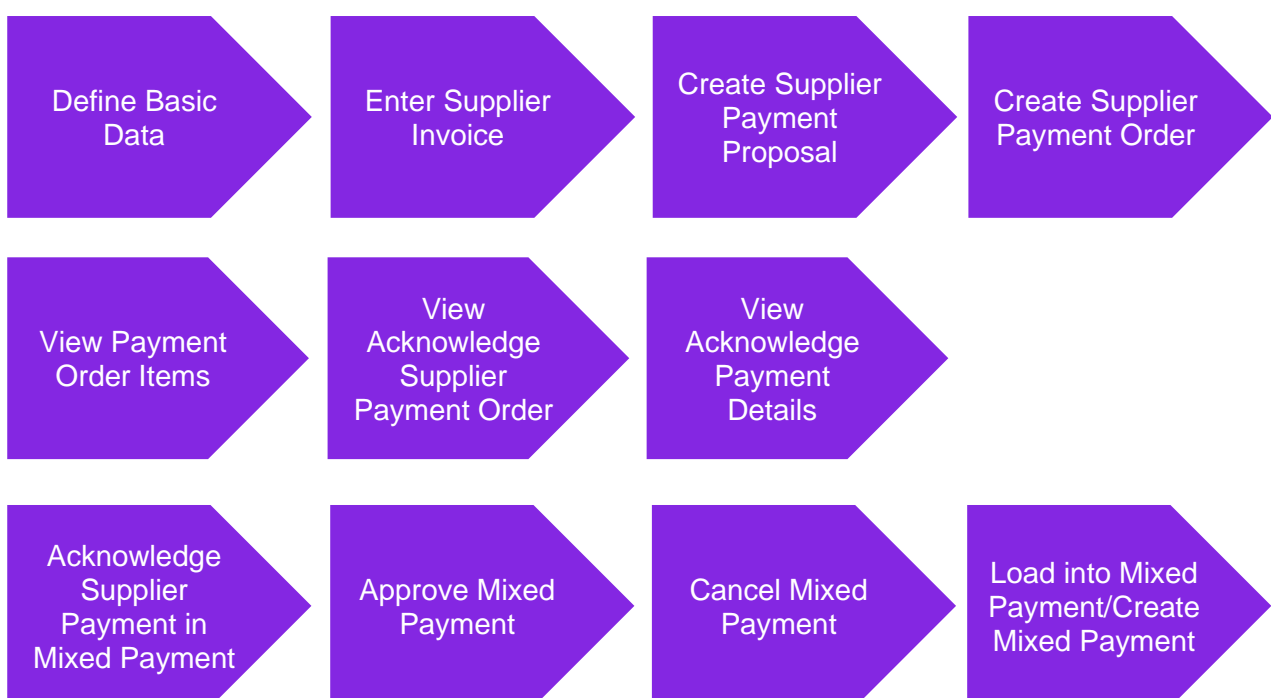 Define Basic
Data
Enter Supplier
Invoice
Create Supplier
Payment
Proposal
Create Supplier
Payment Order
View Payment
Order Items
View
Acknowledge
Supplier
Payment Order
View
Acknowledge
Payment
Details
Acknowledge
Supplier
Payment in
Mixed Payment
Approve Mixed
Payment
Cancel Mixed
Payment
Load into Mixed
Payment/Create
Mixed Payment